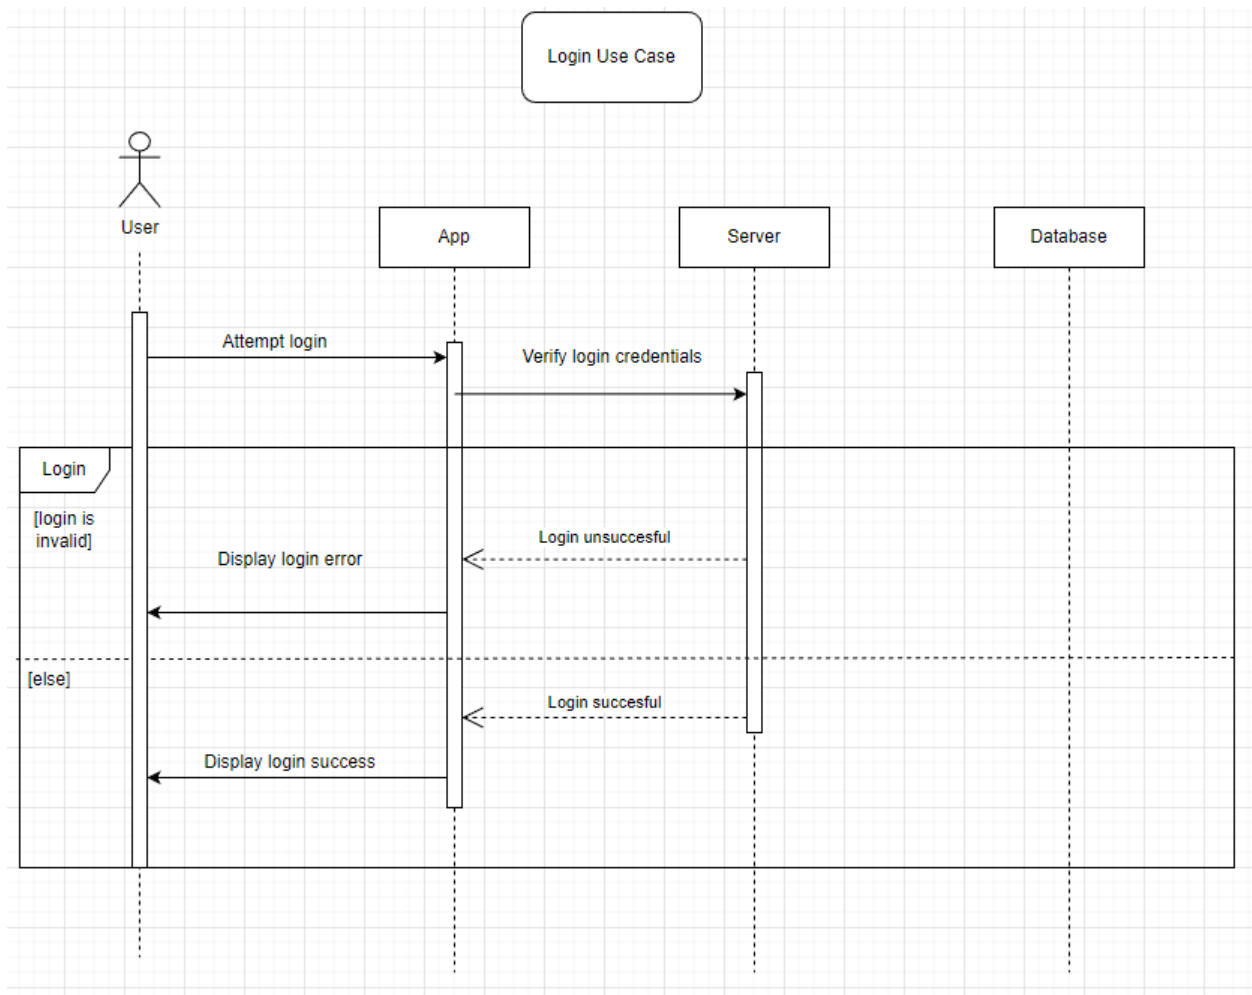 Login Use Case
User
App
Server
Database
Attempt login
Verify login credentials
Login
[login is
invalid]
Login unsuccesful
Display login error
[else]
Login succesful
Display login success